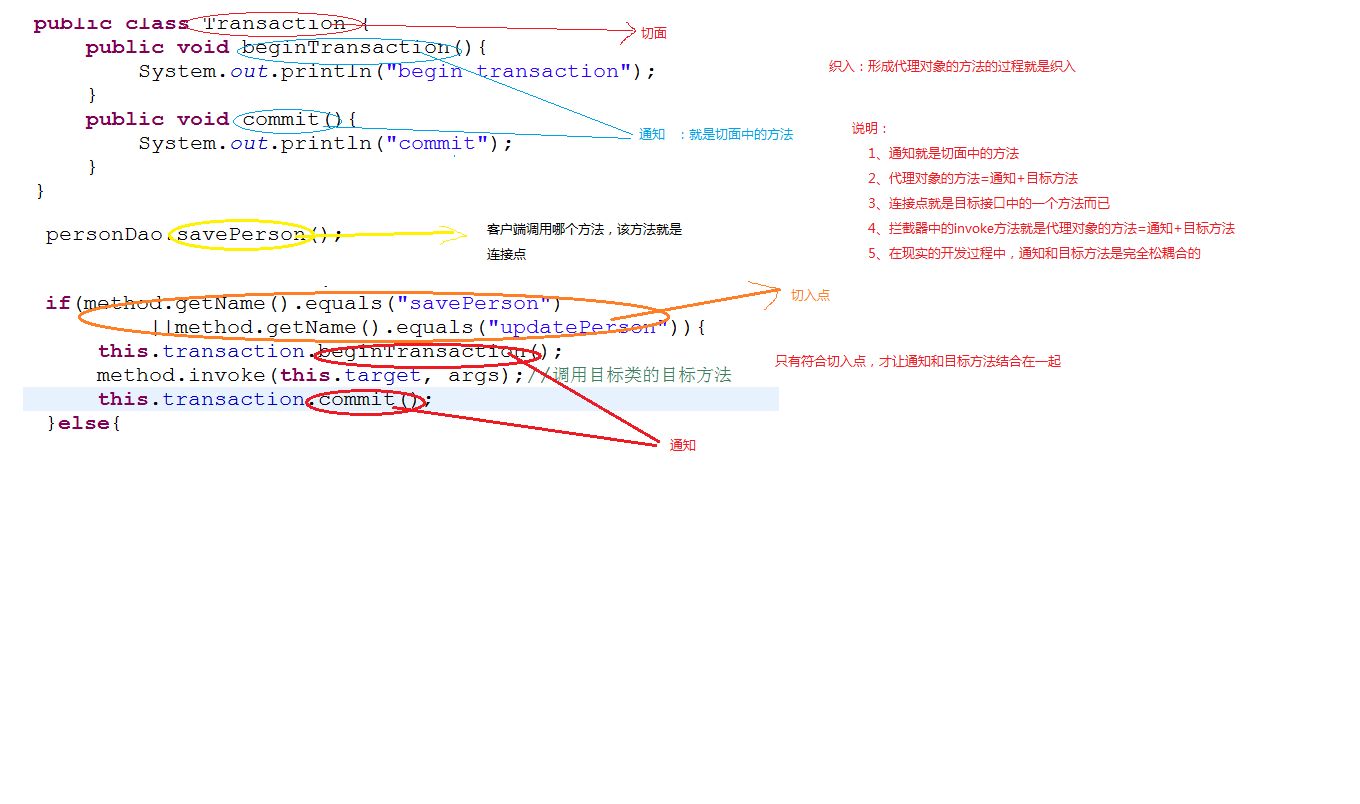 public class Transaction {
切面
public void beginTransaction(){
System.out.println("begin transaction");
}
public void commit(){
通知 ：就是切面中的方法
System.out.println("commit");
}
}
织入：形成代理对象的方法的过程就是织入
说明：
1、通知就是切面中的方法
2、代理对象的方法=通知+目标方法
3、连接点就是目标接口中的一个方法而已
4、拦截器中的invoke方法就是代理对象的方法=通知+目标方法
5、在现实的开发过程中，通知和目标方法是完全松耦合的
personDao.savePerson();
客户端调用哪个方法，该方法就是
连接点
if(method.getName().equals("savePerson")
切入点
||method.getName().equals("updatePerson")){
this.transaction.beginTransaction();
只有符合切入点，才让通知和目标方法结合在一起
method.invoke(this.target, args);//调用目标类的目标方法
this.transaction.commit();
}else{
通知